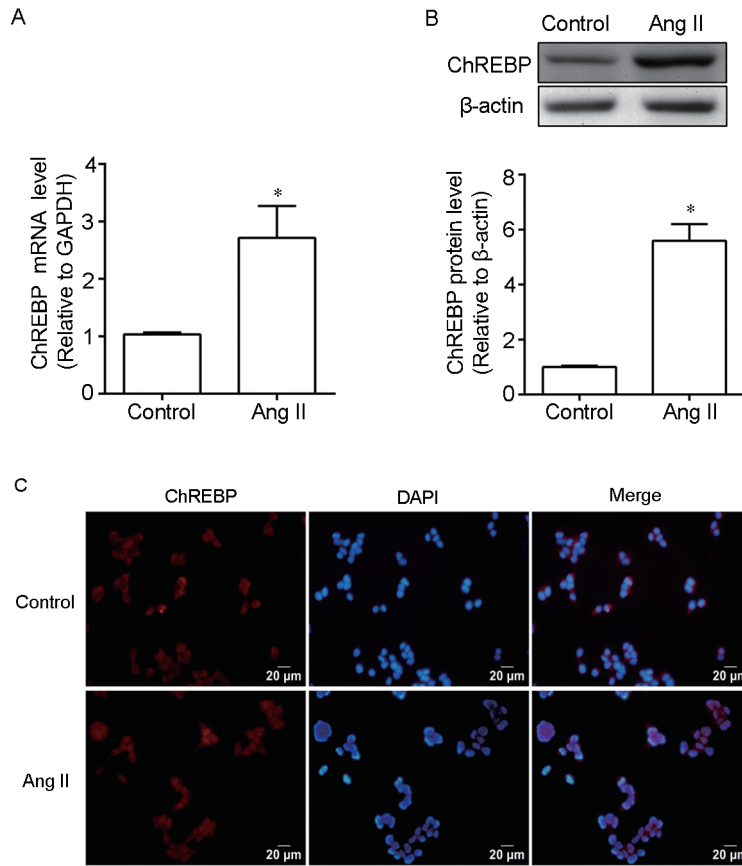 A
ChREBP mRNA level
(Relative to GAPDH)
4
3
2
1
0
*
Control
Ang II
B
Control
Ang II
ChREBP
β-actin
ChREBP protein level
(Relative to β-actin)
8
6
4
2
0
*
Control
Ang II
C
ChREBP
DAPI
Merge
Control
20 μm
20 μm
20 μm
Ang II
20 μm
20 μm
20 μm